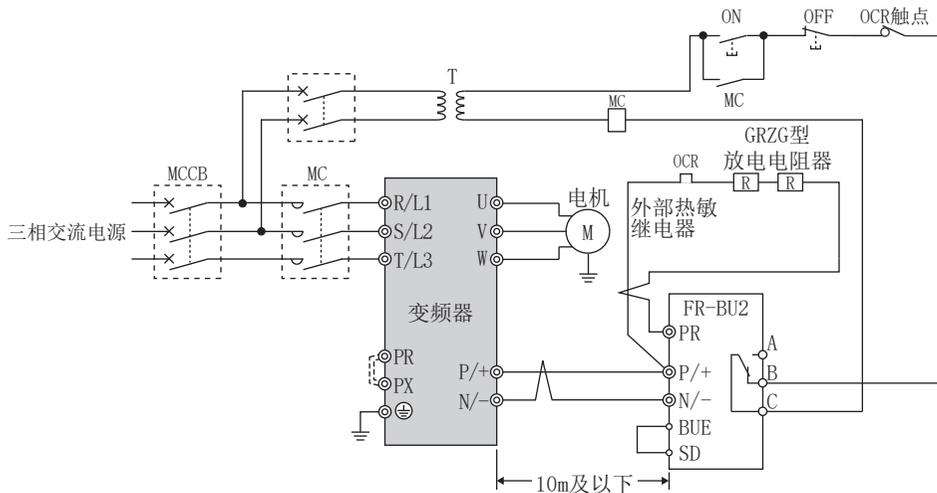 ON
OFF
OCR触点
T
MC
MC
GRZG型
放电电阻器
OCR
R
R
MCCB
MC
外部热敏
继电器
三相交流电源
R/L1
S/L2
T/L3
U
V
W
电机
M
变频器
FR-BU2
PR
PX
P/+
N/-
PR
P/+
N/-
BUE
SD
A
B
C
10m及以下